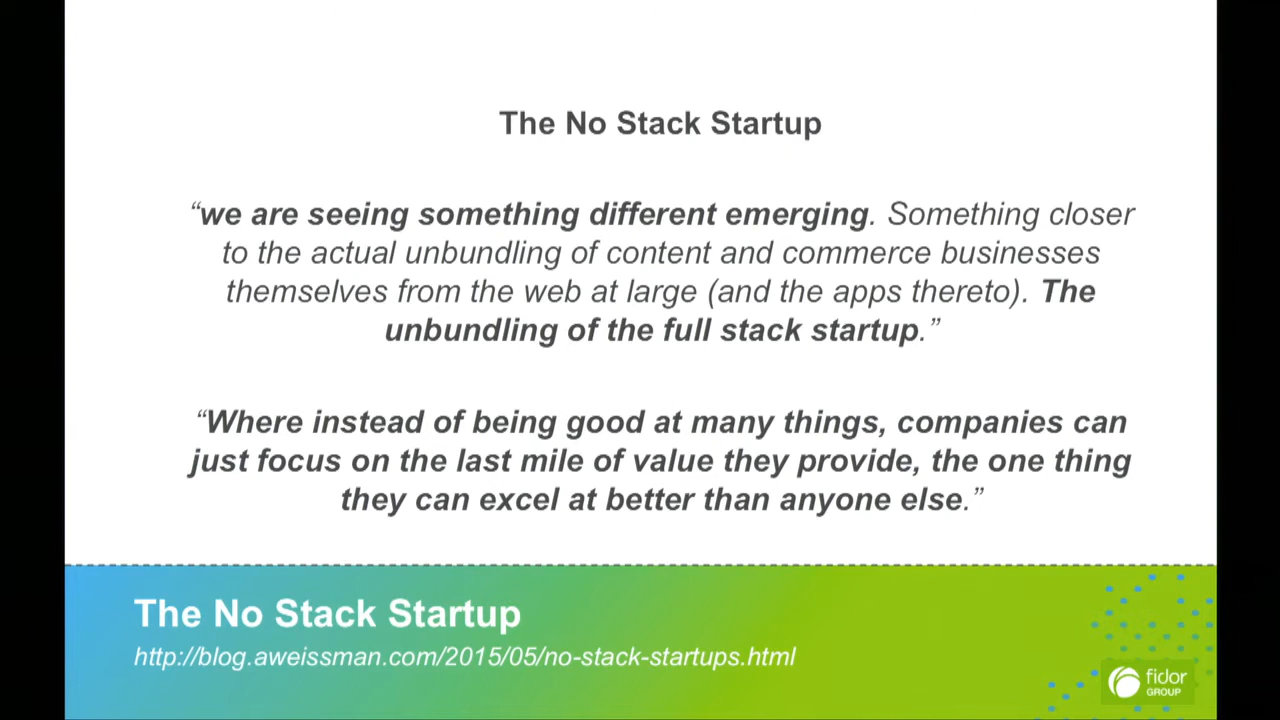 The No Stack Startup
“we are seeing something different emerging. Something closer
to the actual unbundling of content and commerce businesses
themselves from the web at large (and the apps thereto). The
unbundling of the full stack startup.”
“Where instead of being good at many things, companies can
just focus on the last mile of value they provide, the one thing
they can excel at better than anyone else.”
The No Stack Startup
http://blog.aweissman.com/2015/05/no-stack-startups.html
fidor
GROUP